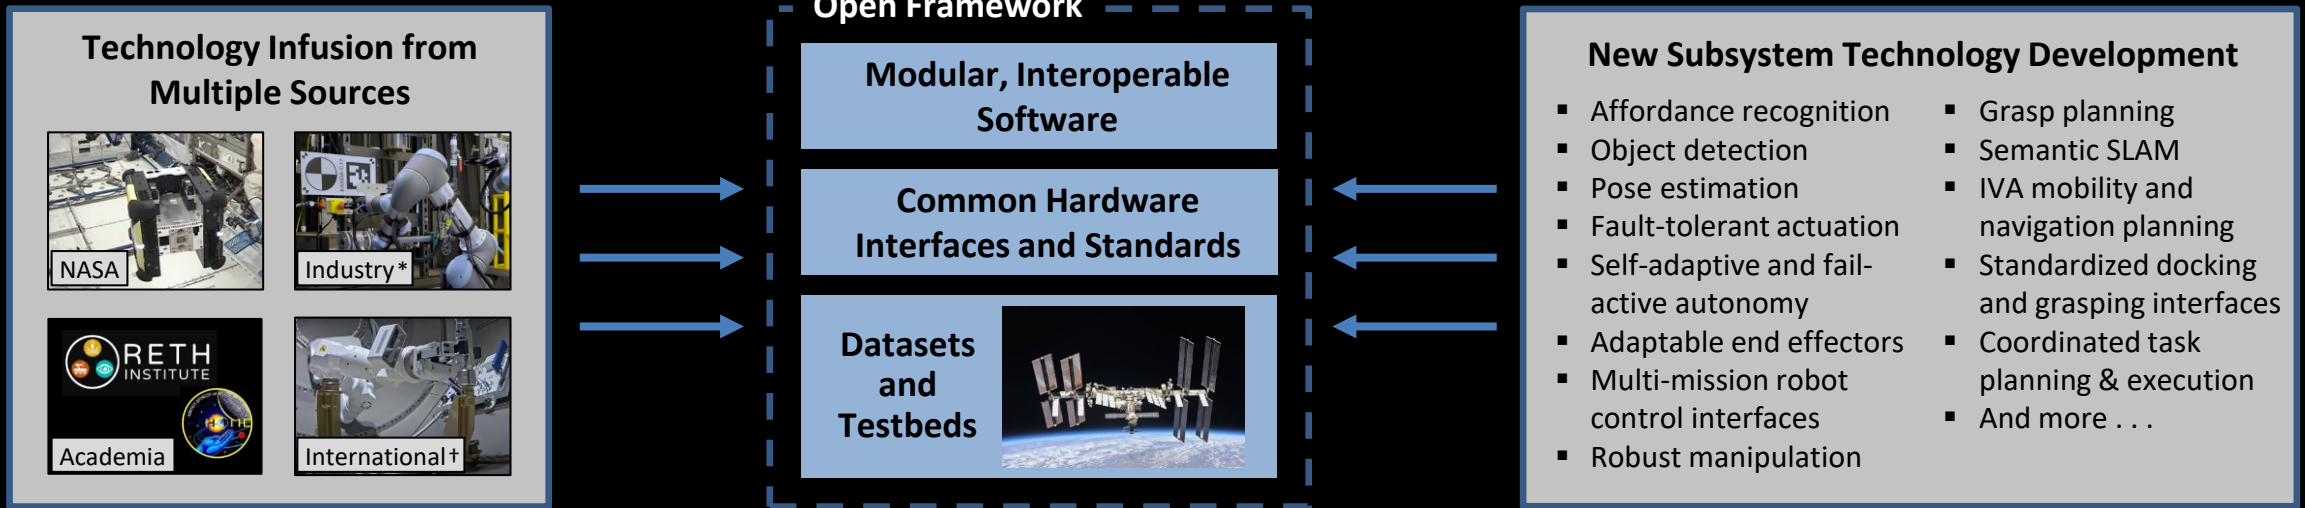 Technology Infusion from
Multiple Sources
NASA
Industry*
RETH
INSTITUTE
HOME
Academia
International†
Open Framework
Modular, Interoperable
Software
Common Hardware
Interfaces and Standards
Datasets
and
Testbeds
New Subsystem Technology Development
▪ Affordance recognition
▪ Object detection
▪ Pose estimation
▪ Fault-tolerant actuation
▪ Self-adaptive and fail-
active autonomy
▪ Adaptable end effectors
▪ Multi-mission robot
control interfaces
▪ Robust manipulation
▪ Grasp planning
▪ Semantic SLAM
▪ IVA mobility and
navigation planning
▪ Standardized docking
and grasping interfaces
▪ Coordinated task
planning & execution
▪ And more . . .